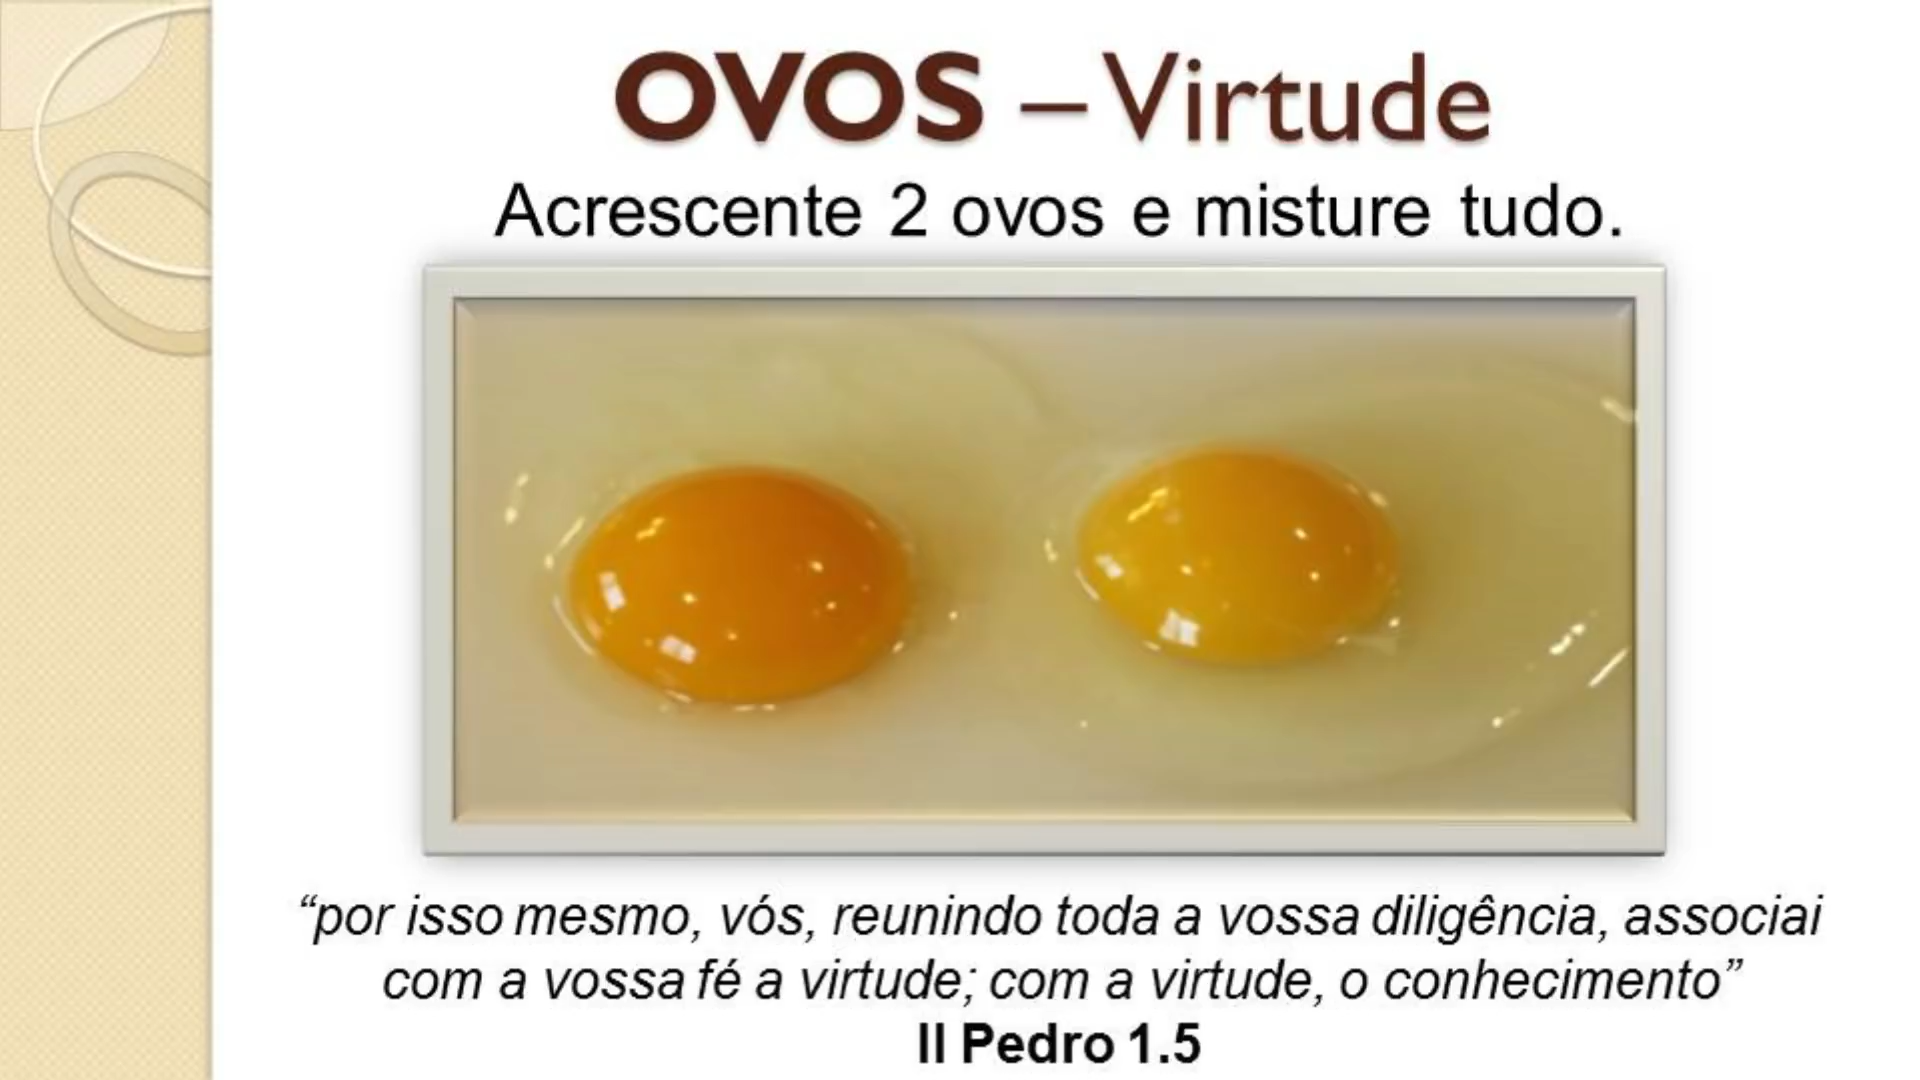 OVOS – Virtude
Acrescente 2 ovos e misture tudo.
“por isso mesmo, vós, reunindo toda a vossa diligência, associai
com a vossa fé a virtude; com a virtude, o conhecimento”
II Pedro 1.5